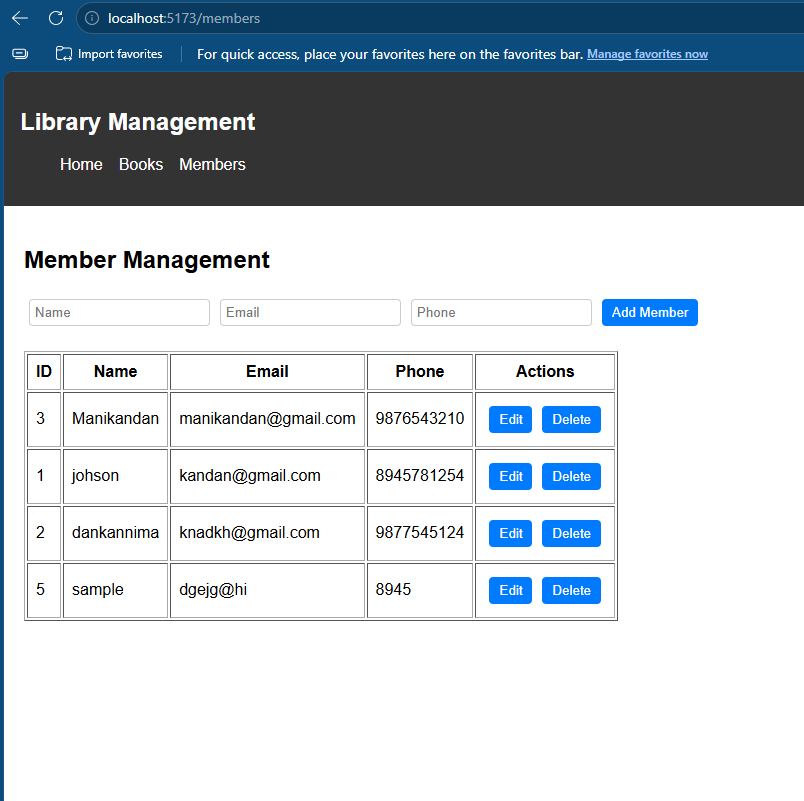 localhost:5173/members
Import favorites For quick access, place your favorites here on the favorites bar. Manage favorites now
Library Management
Home Books Members
Member Management
Name Email Phone Add Member
ID Name Email Phone Actions
3 Manikandan manikandan@gmail.com 9876543210 Edit Delete
1 johson kandan@gmail.com 8945781254 Edit Delete
2 dankannima knadkh@gmail.com 9877545124 Edit Delete
5 sample dgejg@hi 8945 Edit Delete